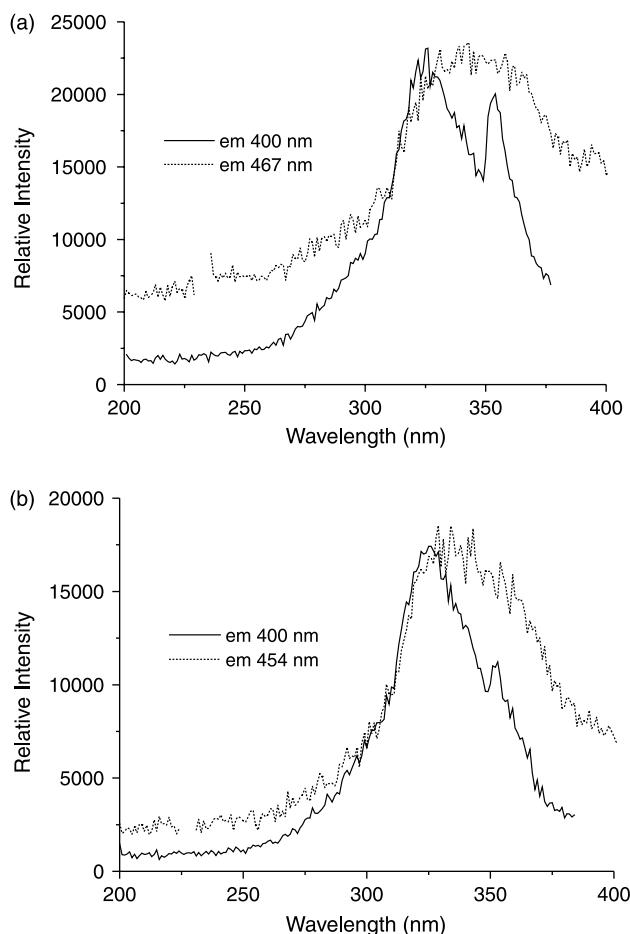 (a)
25000
20000
15000
10000
5000
0
Relative Intensity
em 400 nm
em 467 nm
200 250 300 350 400
Wavelength (nm)
(b)
20000
15000
10000
5000
0
Relative Intensity
em 400 nm
em 454 nm
200 250 300 350 400
Wavelength (nm)